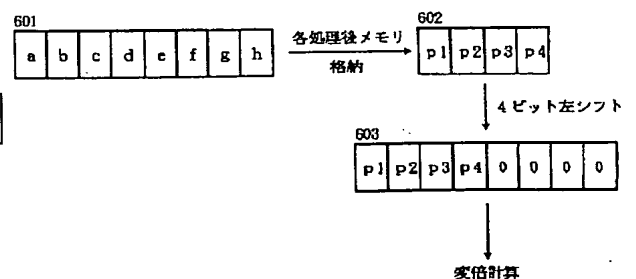 601
a b c d e f g h
各処理後メモリ
格納
602
p1 p2 p3 p4
4ビット左シフト
603
p1 p2 p3 p4 0 0 0 0
変倍計算